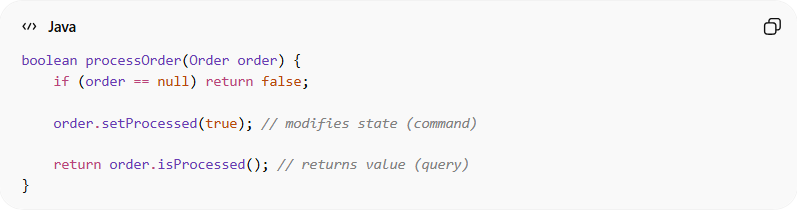 </> Java
boolean processOrder(Order order) {
    if (order == null) return false;
    order.setProcessed(true); // modifies state (command)
    return order.isProcessed(); // returns value (query)
}